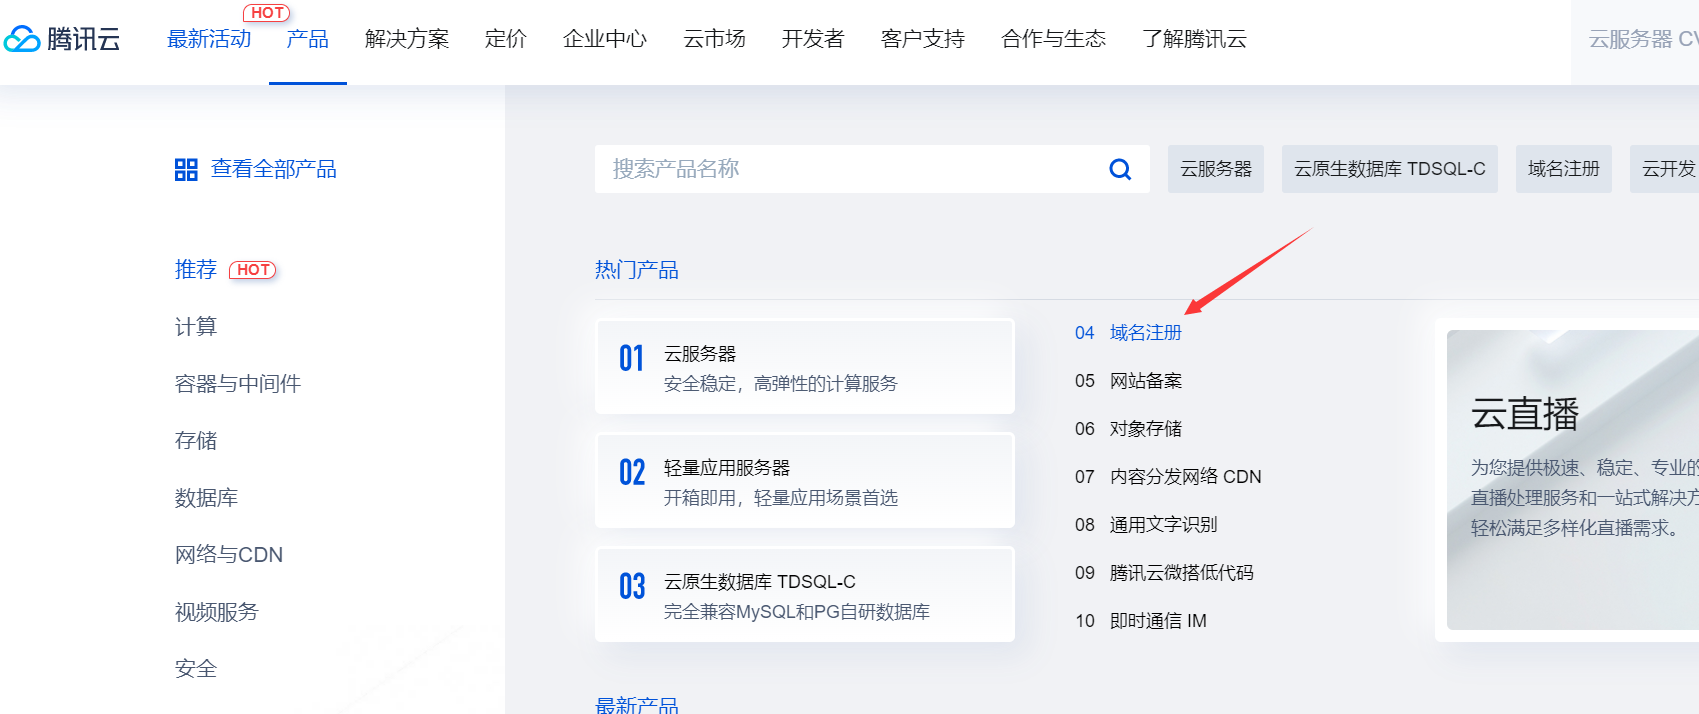 腾讯云
最新活动
HOT
产品
解决方案
定价
企业中心
云市场
开发者
客户支持
合作与生态
了解腾讯云
云服务器 CV
查看全部产品
推荐 HOT
计算
容器与中间件
存储
数据库
网络与CDN
视频服务
安全
搜索产品名称
云服务器
云原生数据库 TDSQL-C
域名注册
云开发
热门产品
01 云服务器
安全稳定，高弹性的计算服务
02 轻量应用服务器
开箱即用，轻量应用场景首选
03 云原生数据库 TDSQL-C
完全兼容MySQL和PG自研数据库
04 域名注册
05 网站备案
06 对象存储
07 内容分发网络 CDN
08 通用文字识别
09 腾讯云微搭低代码
10 即时通信 IM
云直播
为您提供极速、稳定、专业的
直播处理服务和一站式解决方
轻松满足多样化直播需求。
最新产品